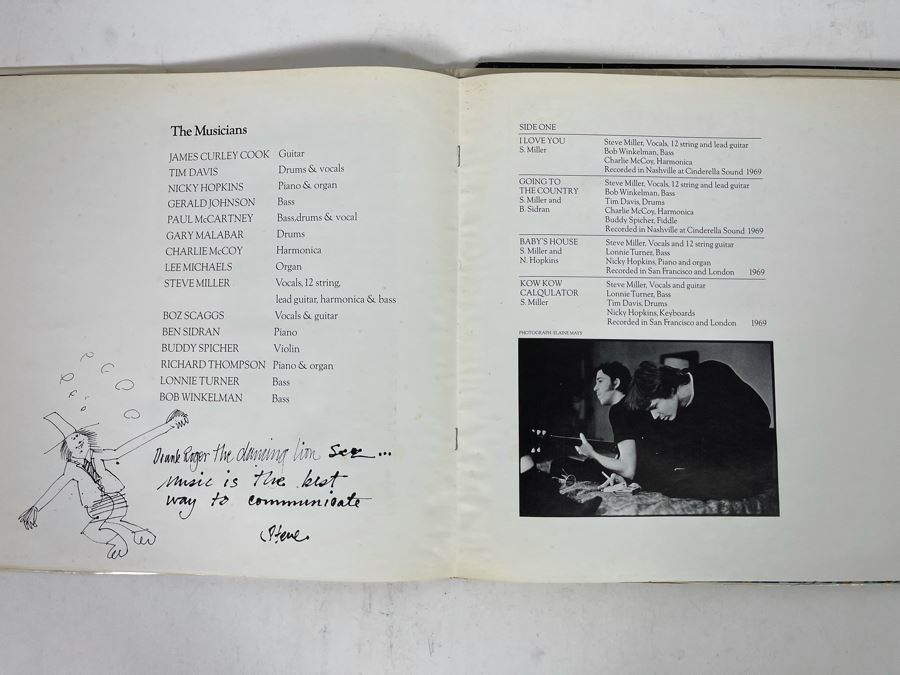 The Musicians
JAMES CURLEY COOK Guitar
TIM DAVIS Drums & vocals
NICKY HOPKINS Piano & organ
GERALD JOHNSON Bass
PAUL McCARTNEY Bass,drums & vocal
GARY MALABAR Drums
CHARLIE McCOY Harmonica
LEE MICHAELS Organ
STEVE MILLER Vocals, 12 string,
lead guitar, harmonica & bass
BOZ SCAGGS Vocals & guitar
BEN SIDRAN Piano
BUDDY SPICHER Violin
RICHARD THOMPSON Piano & organ
LONNIE TURNER Bass
BOB WINKELMAN Bass
Roger the dancing lion sez...
music is the best
way to communicate
Steve.
SIDE ONE
I LOVE YOU Steve Miller, Vocals, 12 string and lead guitar
S. Miller Bob Winkelman, Bass
Charlie McCoy, Harmonica
Recorded in Nashville at Cinderella Sound 1969
GOING TO Steve Miller, Vocals, 12 string and lead guitar
THE COUNTRY Bob Winkelman, Bass
S. Miller and Tim Davis, Drums
B. Sidran Charlie McCoy, Harmonica
Buddy Spicher, Fiddle
Recorded in Nashville at Cinderella Sound 1969
BABY'S HOUSE Steve Miller, Vocals and 12 string guitar
S. Miller and Lonnie Turner, Bass
N. Hopkins Nicky Hopkins, Piano and organ
Recorded in San Francisco and London 1969
KOW KOW Steve Miller, Vocals and guitar
CALQULATOR Lonnie Turner, Bass
S. Miller Tim Davis, Drums
Nicky Hopkins, Keyboards
Recorded in San Francisco and London 1969
PHOTOGRAPH: ELAINE MAYS